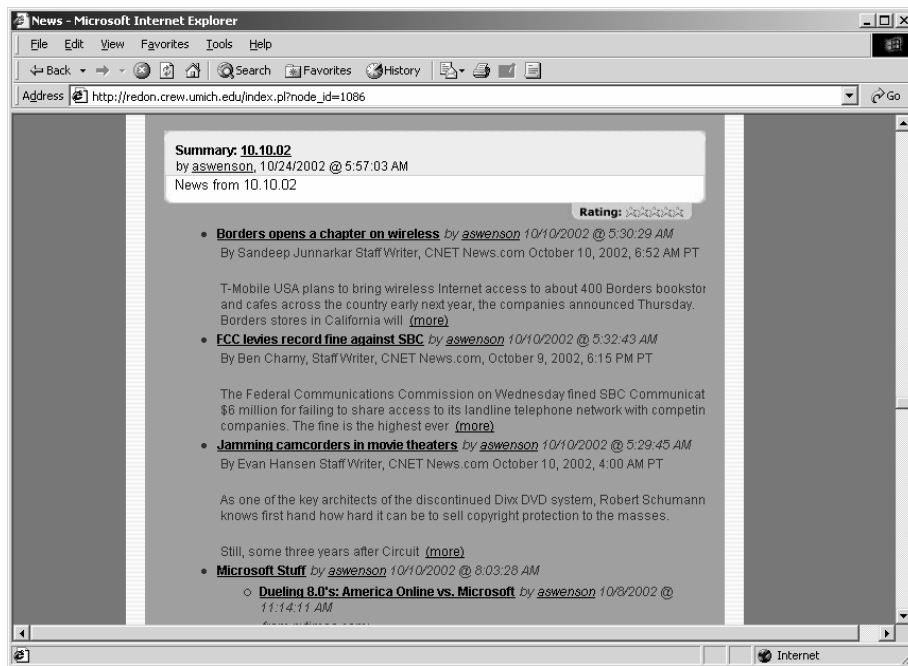 News - Microsoft Internet Explorer
File Edit View Favorites Tools Help
Back Search Favorites History
Address http://redon.crew.umich.edu/index.pl?node_id=1086 Go
Summary: 10.10.02
by aswenson, 10/24/2002 @ 5:57:03 AM
News from 10.10.02
Rating:
Borders opens a chapter on wireless by aswenson 10/10/2002 @ 5:30:29 AM
By Sandeep Junnarkar Staff Writer, CNET News.com October 10, 2002, 6:52 AM PT
T-Mobile USA plans to bring wireless Internet access to about 400 Borders bookstor
and cafes across the country early next year, the companies announced Thursday.
Borders stores in California will (more)
FCC levies record fine against SBC by aswenson 10/10/2002 @ 5:32:43 AM
By Ben Charny, Staff Writer, CNET News.com, October 9, 2002, 6:15 PM PT
The Federal Communications Commission on Wednesday fined SBC Communicat
$6 million for failing to share access to its landline telephone network with competin
companies. The fine is the highest ever (more)
Jamming camcorders in movie theaters by aswenson 10/10/2002 @ 5:29:45 AM
By Evan Hansen Staff Writer, CNET News.com October 10, 2002, 4:00 AM PT
As one of the key architects of the discontinued Divx DVD system, Robert Schumann
knows first hand how hard it can be to sell copyright protection to the masses.
Still, some three years after Circuit (more)
Microsoft Stuff by aswenson 10/10/2002 @ 8:03:28 AM
Dueling 8.0's: America Online vs. Microsoft by aswenson 10/8/2002 @
11:14:11 AM
Internet